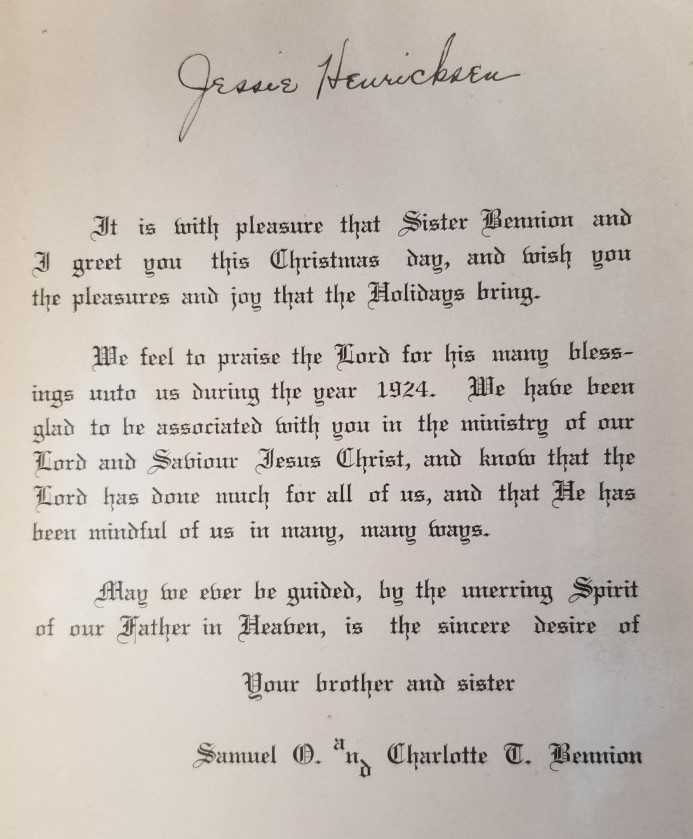 Jessie Henricksen
It is with pleasure that Sister Bennion and
I greet you this Christmas day, and wish you
the pleasures and joy that the Holidays bring.
We feel to praise the Lord for his many bless-
ings unto us during the year 1924. We have been
glad to be associated with you in the ministry of our
Lord and Saviour Jesus Christ, and know that the
Lord has done much for all of us, and that He has
been mindful of us in many, many ways.
May we ever be guided, by the unerring Spirit
of our Father in Heaven, is the sincere desire of
Your brother and sister
Samuel O. and Charlotte T. Bennion